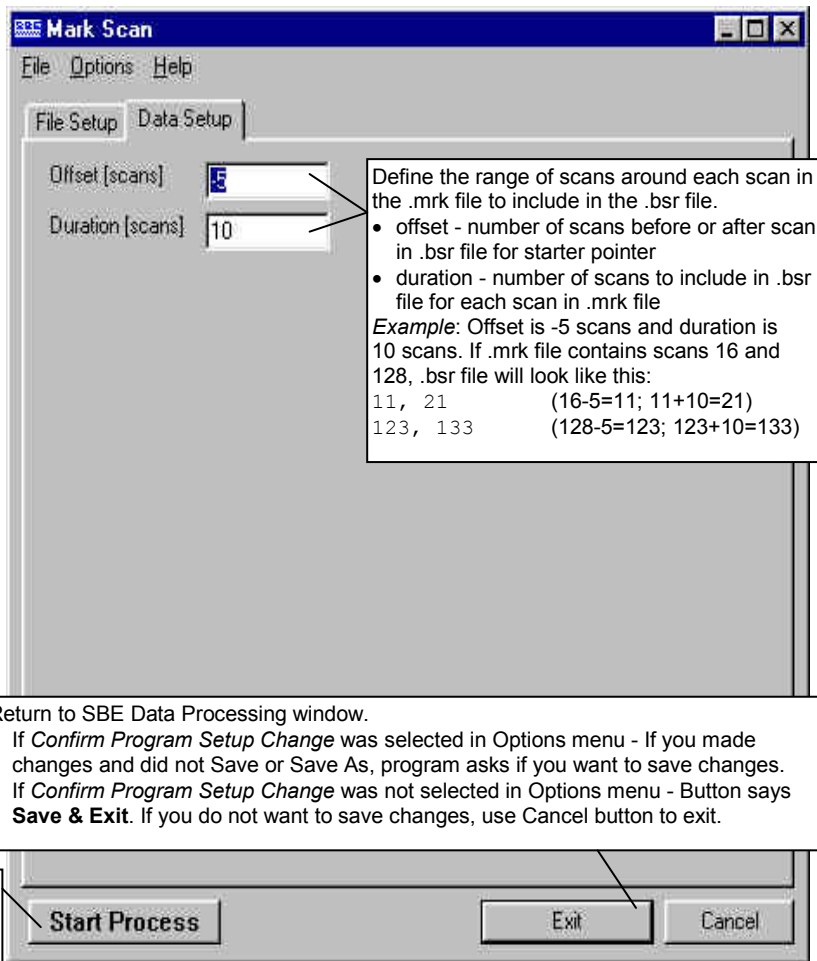 SBE Mark Scan
File Options Help
File Setup Data Setup
Offset [scans] -5
Duration [scans] 10
Define the range of scans around each scan in
the .mrk file to include in the .bsr file.
• offset - number of scans before or after scan
in .bsr file for starter pointer
• duration - number of scans to include in .bsr
file for each scan in .mrk file
Example: Offset is -5 scans and duration is
10 scans. If .mrk file contains scans 16 and
128, .bsr file will look like this:
11, 21 (16-5=11; 11+10=21)
123, 133 (128-5=123; 123+10=133)
Return to SBE Data Processing window.
If Confirm Program Setup Change was selected in Options menu - If you made
changes and did not Save or Save As, program asks if you want to save changes.
If Confirm Program Setup Change was not selected in Options menu - Button says
Save & Exit. If you do not want to save changes, use Cancel button to exit.
Start Process Exit Cancel